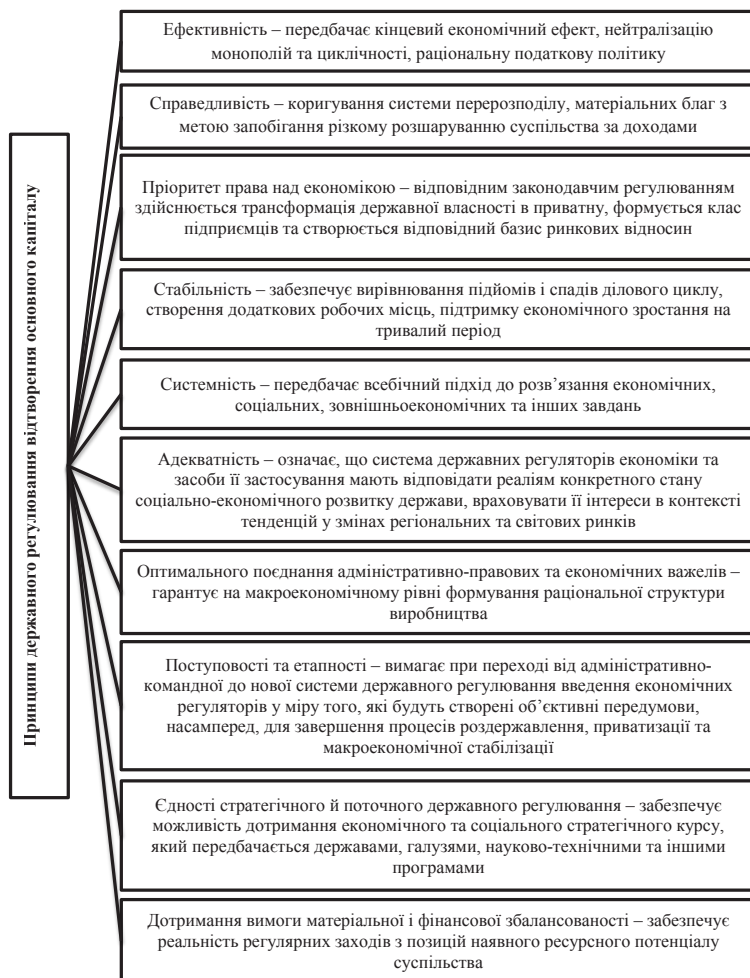 Принципи державного регулювання відтворення основного капіталу
Ефективність – передбачає кінцевий економічний ефект, нейтралізацію
монополій та циклічності, раціональну податкову політику
Справедливість – коригування системи перерозподілу, матеріальних благ з
метою запобігання різкому розшаруванню суспільства за доходами
Пріоритет права над економікою – відповідним законодавчим регулюванням
здійснюється трансформація державної власності в приватну, формується клас
підприємців та створюється відповідний базис ринкових відносин
Стабільність – забезпечує вирівнювання підйомів і спадів ділового циклу,
створення додаткових робочих місць, підтримку економічного зростання на
тривалий період
Системність – передбачає всебічний підхід до розв’язання економічних,
соціальних, зовнішньоекономічних та інших завдань
Адекватність – означає, що система державних регуляторів економіки та
засоби її застосування мають відповідати реаліям конкретного стану
соціально-економічного розвитку держави, враховувати її інтереси в контексті
тенденцій у змінах регіональних та світових ринків
Оптимального поєднання адміністративно-правових та економічних важелів –
гарантує на макроекономічному рівні формування раціональної структури
виробництва
Поступовості та етапності – вимагає при переході від адміністративно-
командної до нової системи державного регулювання введення економічних
регуляторів у міру того, які будуть створені об’єктивні передумови,
насамперед, для завершення процесів роздержавлення, приватизації та
макроекономічної стабілізації
Єдності стратегічного й поточного державного регулювання – забезпечує
можливість дотримання економічного та соціального стратегічного курсу,
який передбачається державами, галузями, науково-технічними та іншими
програмами
Дотримання вимоги матеріальної і фінансової збалансованості – забезпечує
реальність регулярних заходів з позицій наявного ресурсного потенціалу
суспільства